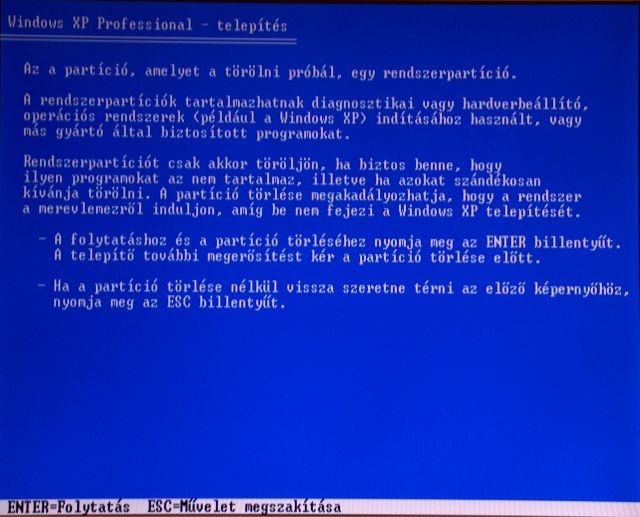 Windows XP Professional - telepítés
Az a partíció, amelyet a törölni próbál, egy rendszerpartíció.
A rendszerpartíciók tartalmazhatnak diagnosztikai vagy hardverbeállító,
operációs rendszerek (például a Windows XP) indításához használt, vagy
más gyártó által biztosított programokat.
Rendszerpartíciót csak akkor töröljön, ha biztos benne, hogy
ilyen programokat az nem tartalmaz, illetve ha azokat szándékosan
kívánja törölni. A partíció törlése megakadályozhatja, hogy a rendszer
a merevlemezről induljon, amíg be nem fejezi a Windows XP telepítését.
- A folytatáshoz és a partíció törléséhez nyomja meg az ENTER billentyűt.
A telepítő további megerősítést kér a partíció törlése előtt.
- Ha a partíció törlése nélkül vissza szeretne térni az előző képernyőhöz,
nyomja meg az ESC billentyűt.
ENTER=Folytatás ESC=Művelet megszakítása